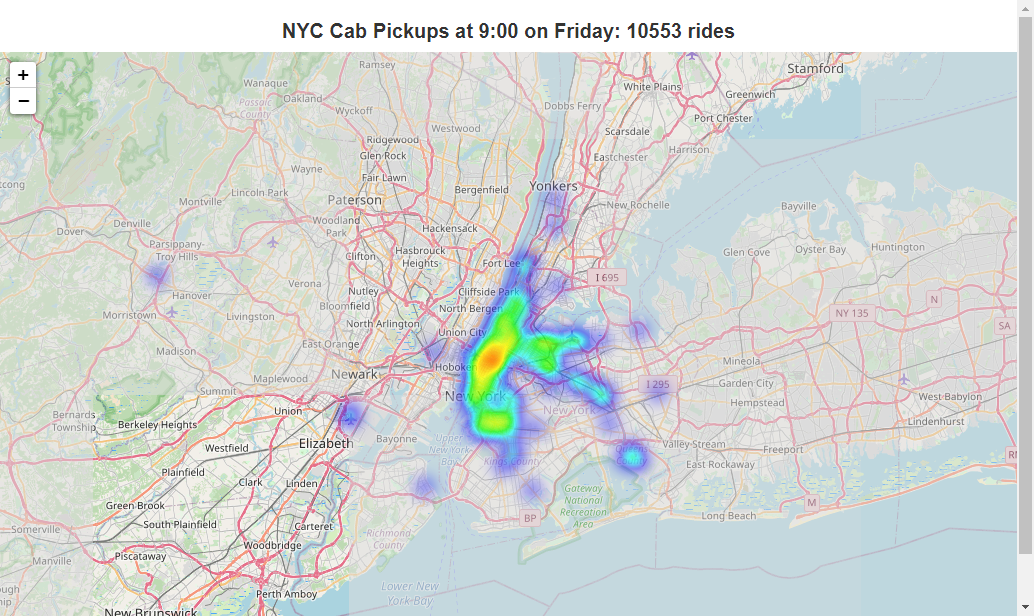 NYC Cab Pickups at 9:00 on Friday: 10553 rides
+
−
Ramsey
Stamford
White Plains
Wanaque
Greenwich
Oakland
Passaic
County
Wyckoff
Dobbs Ferry
Port Chester
Westwood
Scarsdale
Ridgewood
Harrison
Glen Rock
Eastchester
Wayne
Fair Lawn
Yonkers
Bergenfield
Lincoln Park
Montville
Paterson
New Rochelle
Bayville
Denville
Woodland
Park
Dover
Hackensack
Parsippany-
Troy Hills
Hasbrouck
Heights
Clifton
Glen Cove
Oyster Bay
Huntington
Fort Lee
I 695
Verona
Nutley
Cliffside Park
Hanover
Bloomfield
North Bergen
N
Morristown
Livingston
NY 135
North Arlington
Union City
SA
East Orange
Madison
Mineola
Newark
Hoboken
Maplewood
I 295
Garden City
Summit
New York
West Babylon
Hempstead
Bernards
Township
Union
New York
Berkeley Heights
Bayonne
Lindenhurst
Elizabeth
Upper
New York
Bay
Valley Stream
Freeport
Westfield
Kings County
East Rockaway
Plainfield
Clark
Linden
Gateway
National
Recreation
Area
Green Brook
M
Long Beach
BP
South Plainfield
Carteret
Somerville
Richmond
County
Woodbridge
Piscataway
Manville
Perth Amboy
Lower New
York Bay
New Brunswick